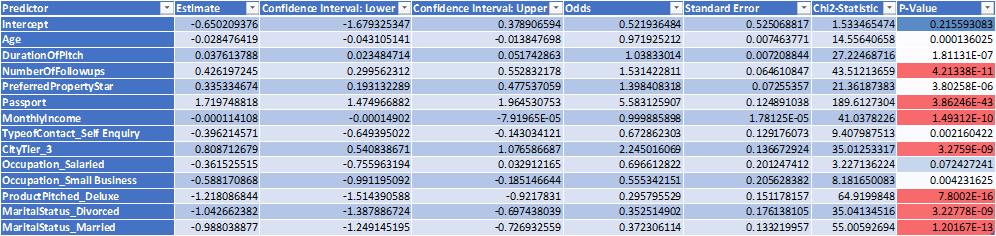 Predictor Estimate Confidence Interval: Lower Confidence Interval: Upper Odds Standard Error Chi2-Statistic P-Value
Intercept -0.650209376 -1.679325347 0.378906594 0.521936484 0.525068817 1.533465474 0.215593083
Age -0.028476419 -0.043105141 -0.013847698 0.971925212 0.007463771 14.55640658 0.000136025
DurationOfPitch 0.037613788 0.023484714 0.051742863 1.03833014 0.007208844 27.22468716 1.81131E-07
NumberOfFollowups 0.426197245 0.299562312 0.552832178 1.531422811 0.064610847 43.51213659 4.21338E-11
PreferredPropertyStar 0.335334674 0.193132289 0.477537059 1.398408318 0.07255357 21.36187383 3.80258E-06
Passport 1.719748818 1.474966882 1.964530753 5.583125907 0.124891038 189.6127304 3.86246E-43
MonthlyIncome -0.000114108 -0.00014902 -7.91965E-05 0.999885898 1.78125E-05 41.0378226 1.49312E-10
TypeofContact_Self Enquiry -0.396214571 -0.649395022 -0.143034121 0.672862303 0.129176073 9.407987513 0.002160422
CityTier_3 0.808712679 0.540838671 1.076586687 2.245016069 0.136672924 35.01253317 3.2759E-09
Occupation_Salaried -0.361525515 -0.755963194 0.032912165 0.696612822 0.201247412 3.227136224 0.072427241
Occupation_Small Business -0.588170868 -0.991195092 -0.185146644 0.555342151 0.205628382 8.181650083 0.004231625
ProductPitched_Deluxe -1.218086844 -1.514390588 -0.9217831 0.295795529 0.151178157 64.9199848 7.8002E-16
MaritalStatus_Divorced -1.042662382 -1.387886724 -0.697438039 0.352514902 0.176138105 35.04134516 3.22778E-09
MaritalStatus_Married -0.988038877 -1.249145195 -0.726932559 0.372306114 0.133219957 55.00592694 1.20167E-13